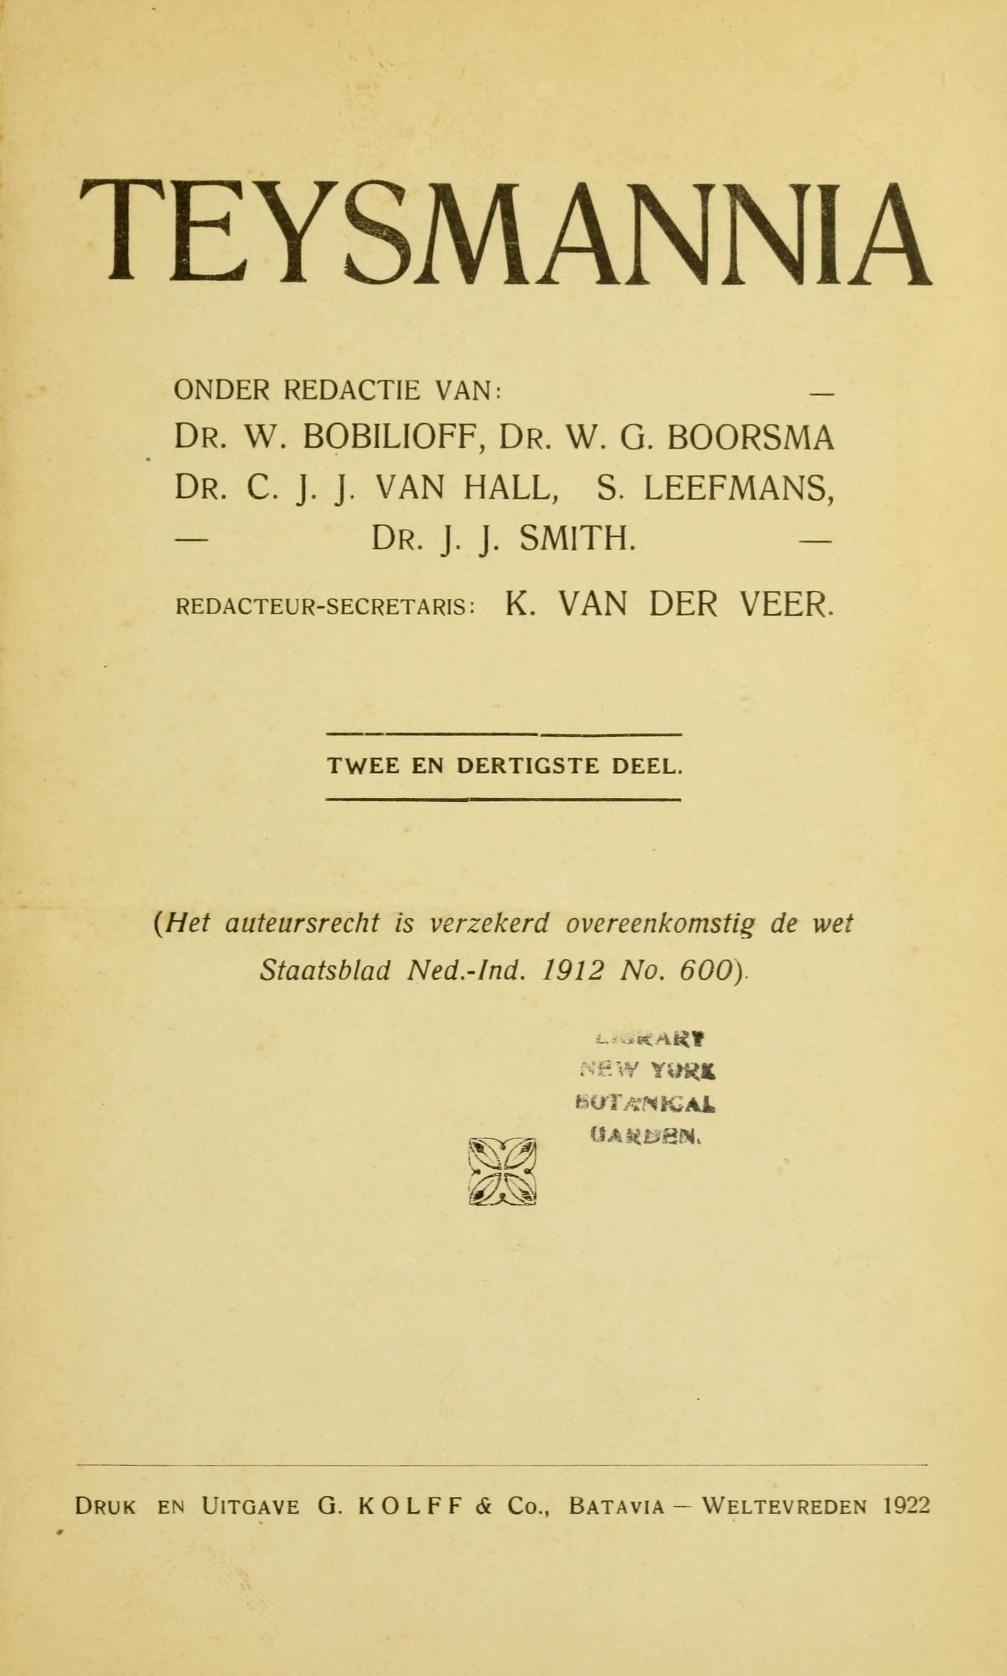 TEYSMANNIA
ONDER REDACTIE VAN: —
DR. W. BOBILIOFF, DR. W. G. BOORSMA
DR. C. J. J. VAN HALL, S. LEEFMANS,
— DR. J. J. SMITH. —
REDACTEUR-SECRETARIS: K. VAN DER VEER.
TWEE EN DERTIGSTE DEEL.
(Het auteursrecht is verzekerd overeenkomstig de wet
Staatsblad Ned.-Ind. 1912 No. 600).
LIBRARY
NEW YORK
BOTANICAL
GARDEN.
DRUK EN UITGAVE G. KOLFF & CO., BATAVIA — WELTEVREDEN 1922